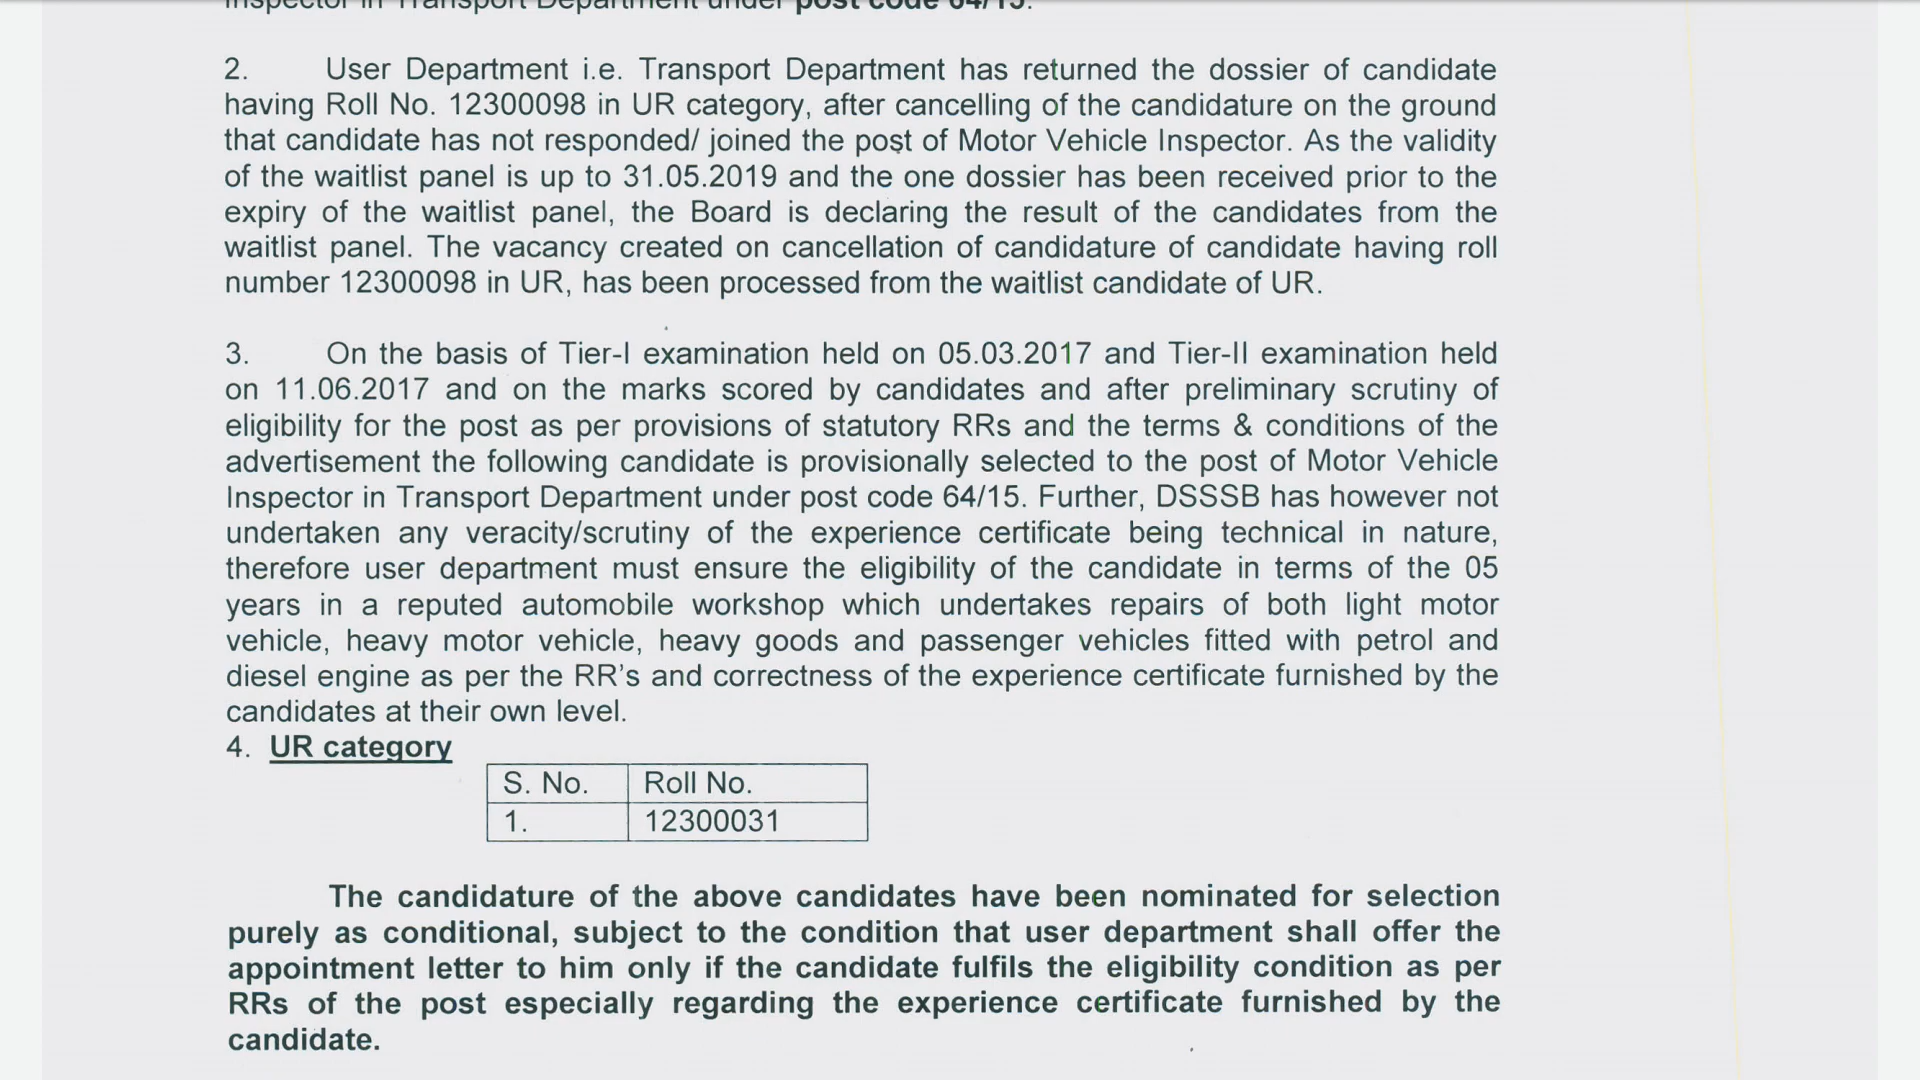 Inspector in Transport Department under post code 64/15.
2. User Department i.e. Transport Department has returned the dossier of candidate
having Roll No. 12300098 in UR category, after cancelling of the candidature on the ground
that candidate has not responded/ joined the post of Motor Vehicle Inspector. As the validity
of the waitlist panel is up to 31.05.2019 and the one dossier has been received prior to the
expiry of the waitlist panel, the Board is declaring the result of the candidates from the
waitlist panel. The vacancy created on cancellation of candidature of candidate having roll
number 12300098 in UR, has been processed from the waitlist candidate of UR.
3. On the basis of Tier-I examination held on 05.03.2017 and Tier-II examination held
on 11.06.2017 and on the marks scored by candidates and after preliminary scrutiny of
eligibility for the post as per provisions of statutory RRs and the terms & conditions of the
advertisement the following candidate is provisionally selected to the post of Motor Vehicle
Inspector in Transport Department under post code 64/15. Further, DSSSB has however not
undertaken any veracity/scrutiny of the experience certificate being technical in nature,
therefore user department must ensure the eligibility of the candidate in terms of the 05
years in a reputed automobile workshop which undertakes repairs of both light motor
vehicle, heavy motor vehicle, heavy goods and passenger vehicles fitted with petrol and
diesel engine as per the RR's and correctness of the experience certificate furnished by the
candidates at their own level.
4. UR category
S. No. Roll No.
1. 12300031
The candidature of the above candidates have been nominated for selection
purely as conditional, subject to the condition that user department shall offer the
appointment letter to him only if the candidate fulfils the eligibility condition as per
RRs of the post especially regarding the experience certificate furnished by the
candidate.